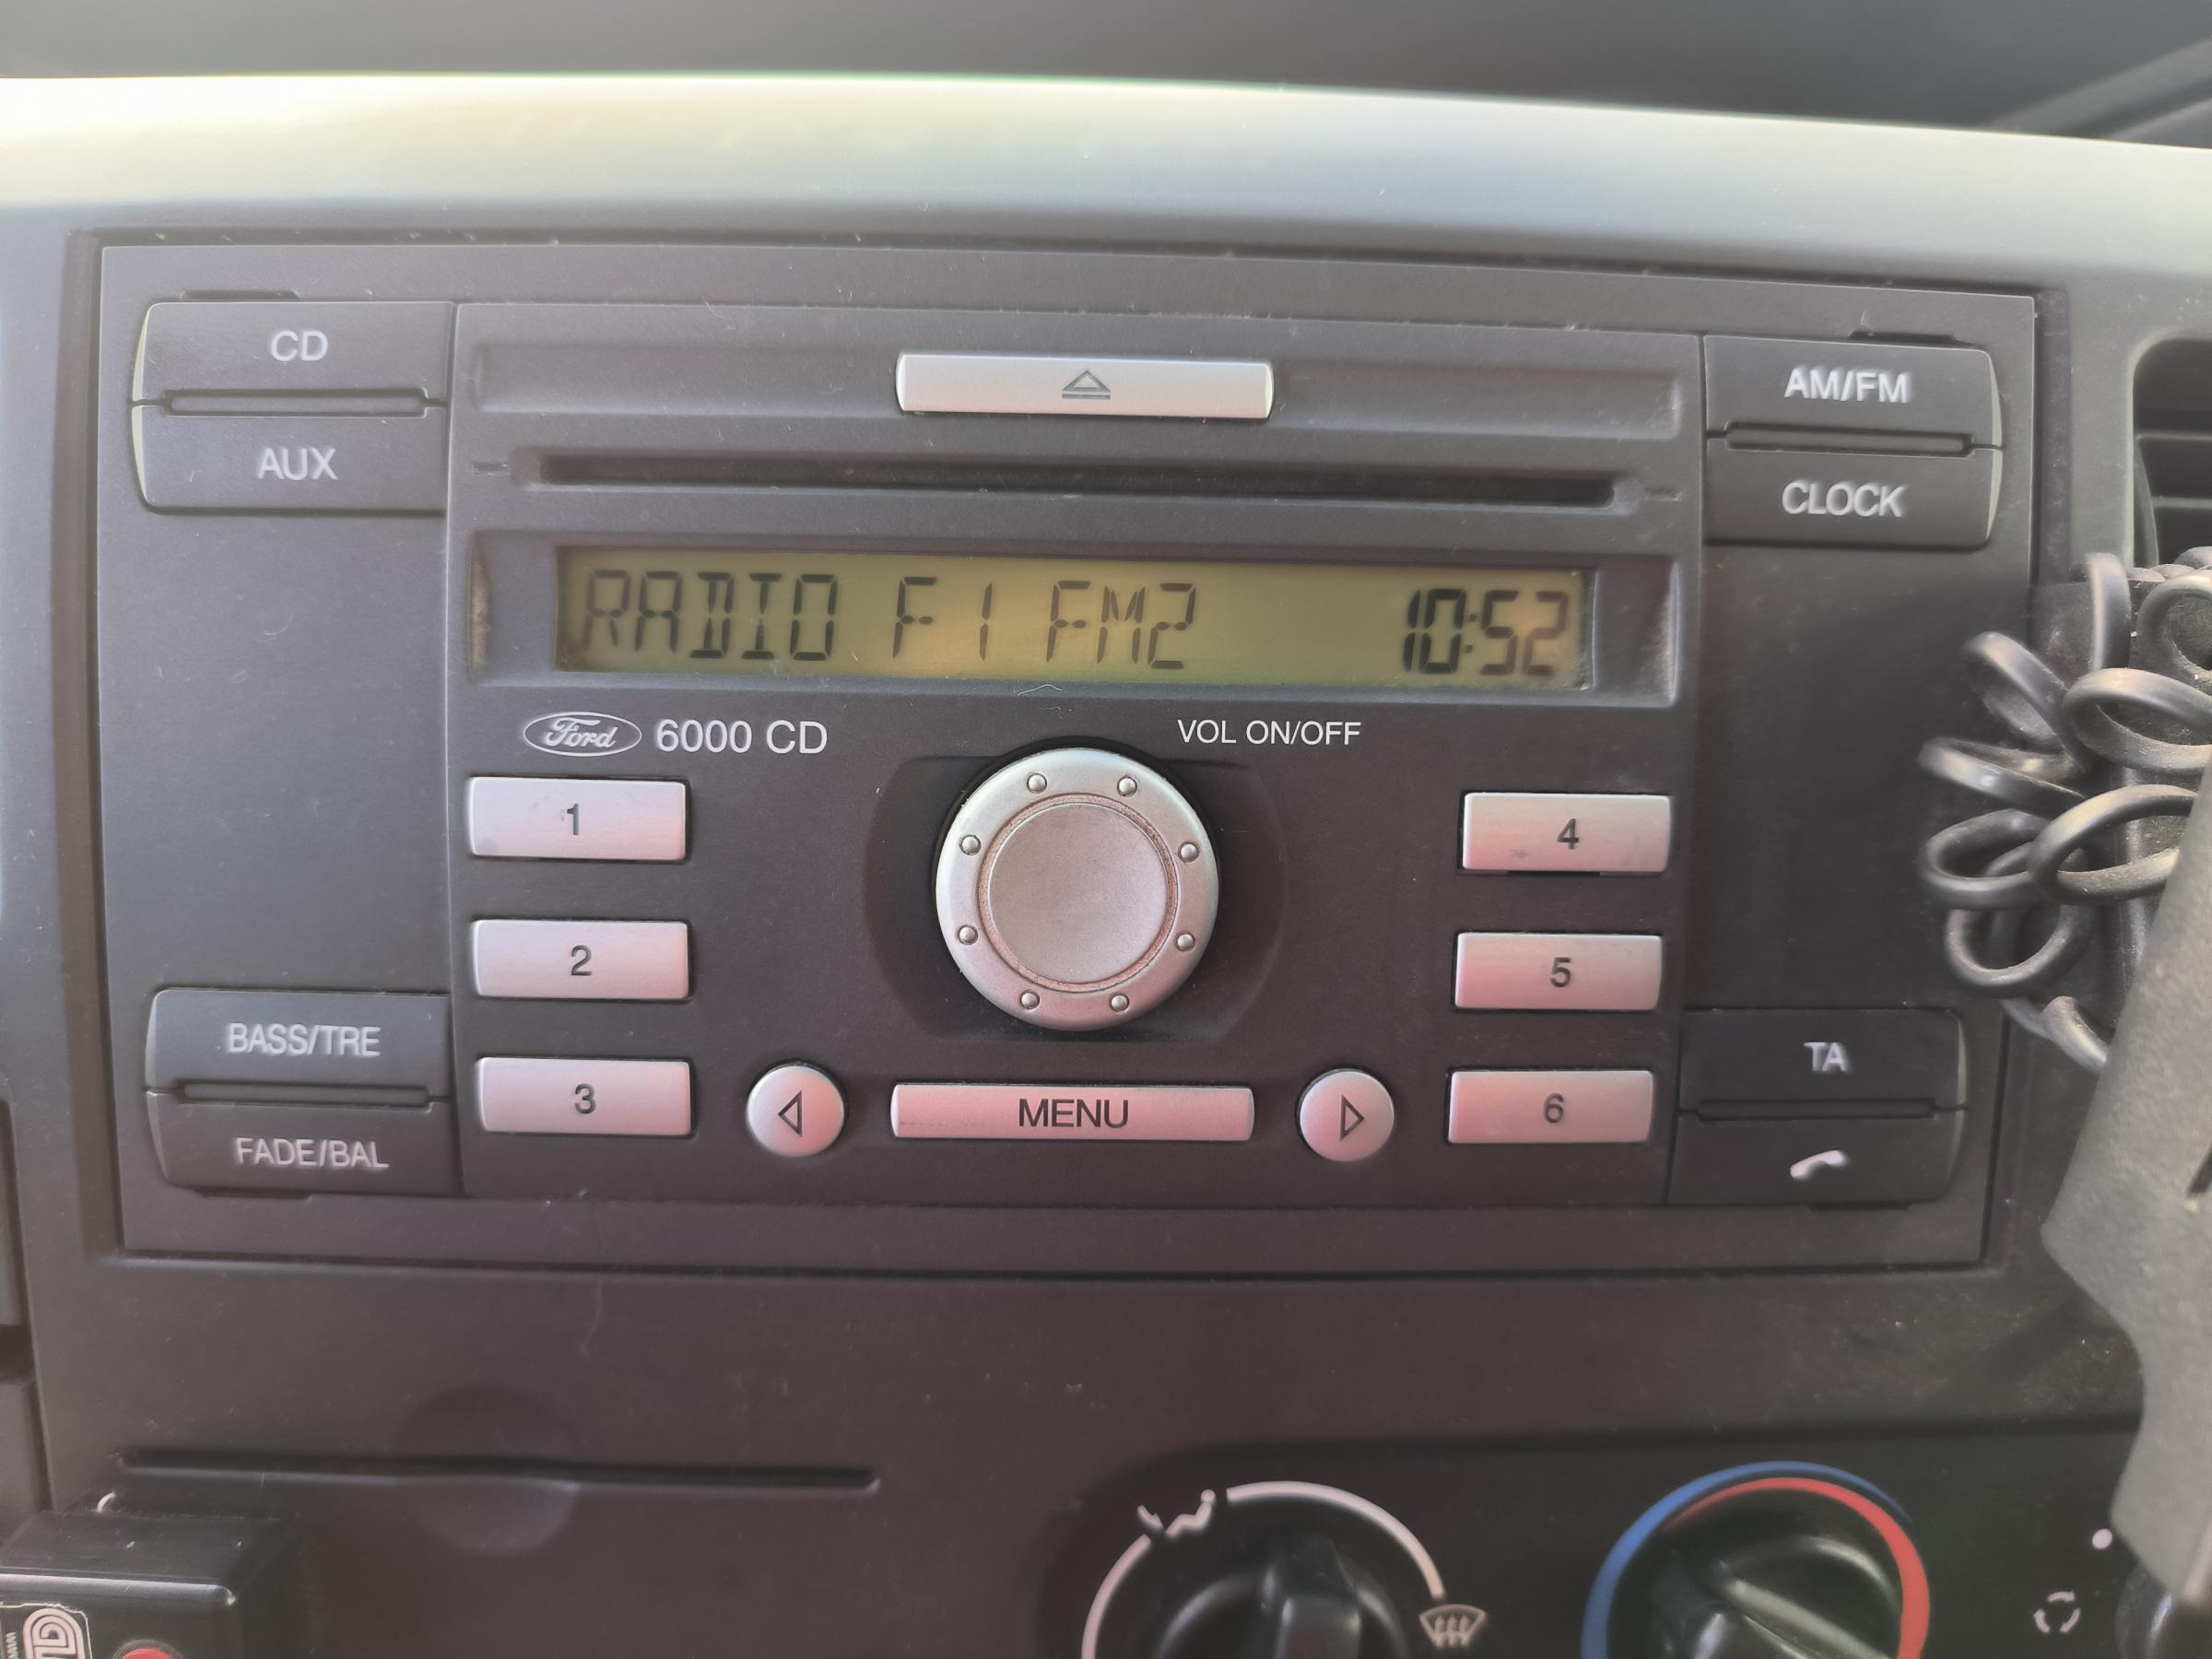 CD
AM/FM
AUX
CLOCK
RADIO F1 FM2 10:52
Ford 6000 CD
VOL ON/OFF
1
4
2
5
BASS/TRE
TA
3
MENU
6
FADE/BAL